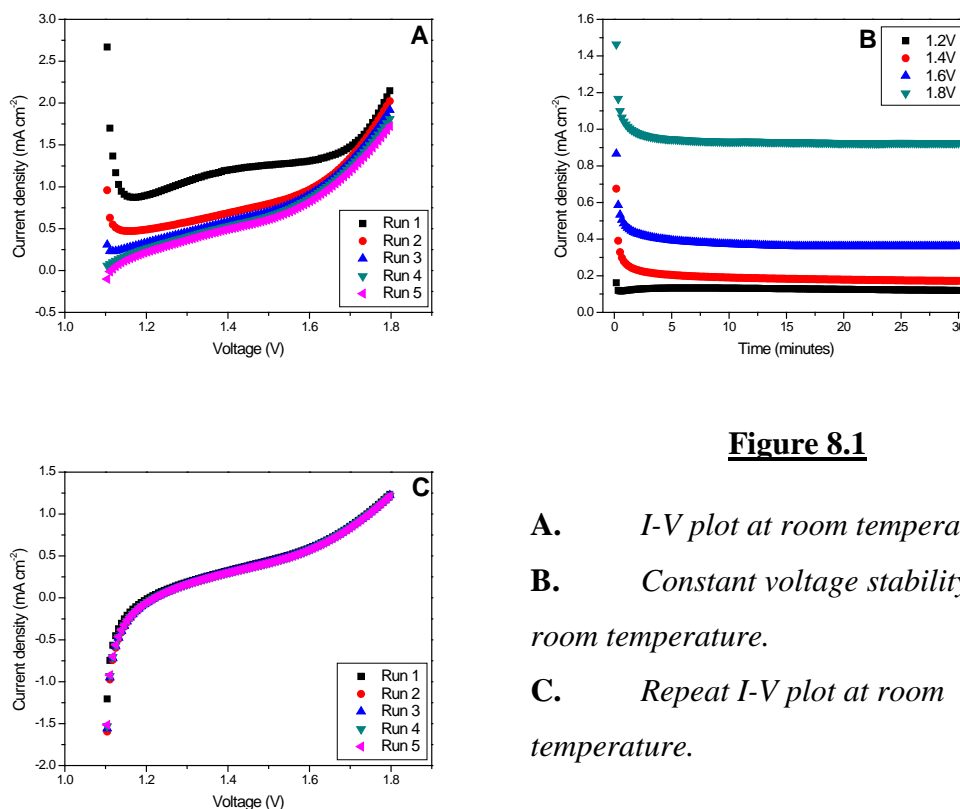 A
3.0
2.5
2.0
1.5
1.0
0.5
0.0
-0.5
Current density (mA cm-2)
1.0 1.2 1.4 1.6 1.8
Voltage (V)
Run 1
Run 2
Run 3
Run 4
Run 5
B
1.6
1.4
1.2
1.0
0.8
0.6
0.4
0.2
0.0
Current density (mA cm-2)
0 5 10 15 20 25 30
Time (minutes)
1.2V
1.4V
1.6V
1.8V
C
1.5
1.0
0.5
0.0
-0.5
-1.0
-1.5
-2.0
Current density (mA cm-2)
1.0 1.2 1.4 1.6 1.8
Voltage (V)
Run 1
Run 2
Run 3
Run 4
Run 5
Figure 8.1
A. I-V plot at room
B. Constant voltage stability
room temperature.
C. Repeat I-V plot at room
temperature.